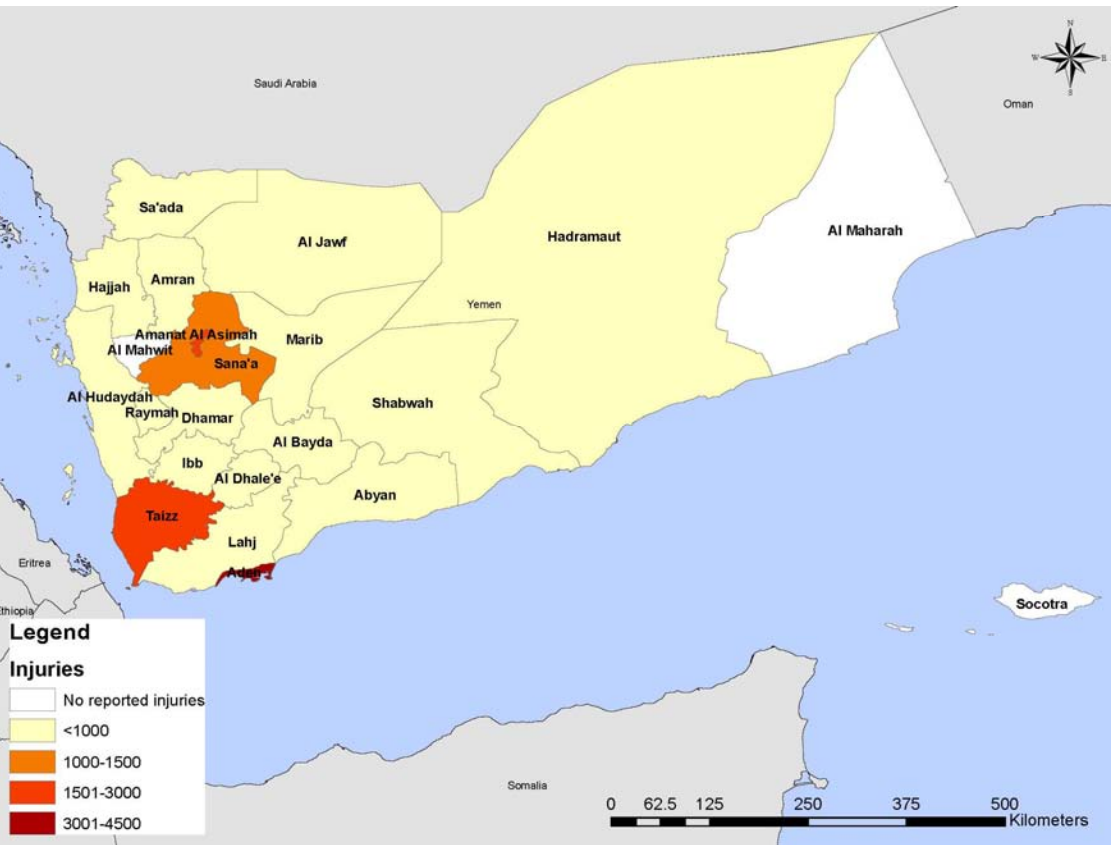 N
W E
S
Saudi Arabia
Oman
Sa'ada
Al Jawf
Hadramaut
Al Maharah
Hajjah
Amran
Yemen
Amanat Al Asimah
Marib
Al Mahwit
Sana'a
Al Hudaydah
Raymah
Dhamar
Shabwah
Al Bayda
Ibb
Al Dhale'e
Abyan
Taizz
Lahj
Aden
Eritrea
Ethiopia
Socotra
Legend
Injuries
No reported injuries
<1000
1000-1500
1501-3000
3001-4500
Somalia
0 62.5 125 250 375 500
Kilometers